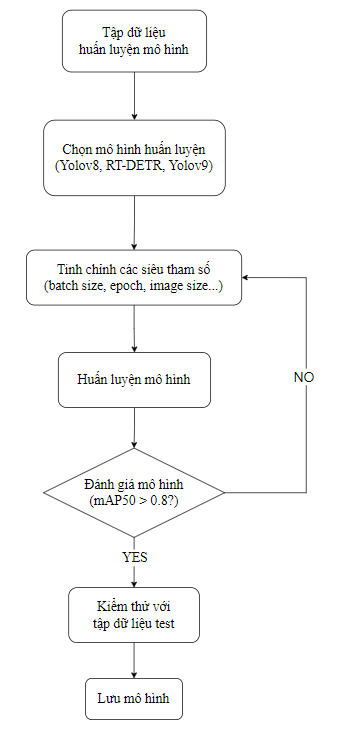 Tập dữ liệu
huấn luyện mô hình
Chọn mô hình huấn luyện
(Yolov8, RT-DETR, Yolov9)
Tinh chỉnh các siêu tham số
(batch size, epoch, image size...)
Huấn luyện mô hình
NO
Đánh giá mô hình
(mAP50 > 0.8?)
YES
Kiểm thử với
tập dữ liệu test
Lưu mô hình